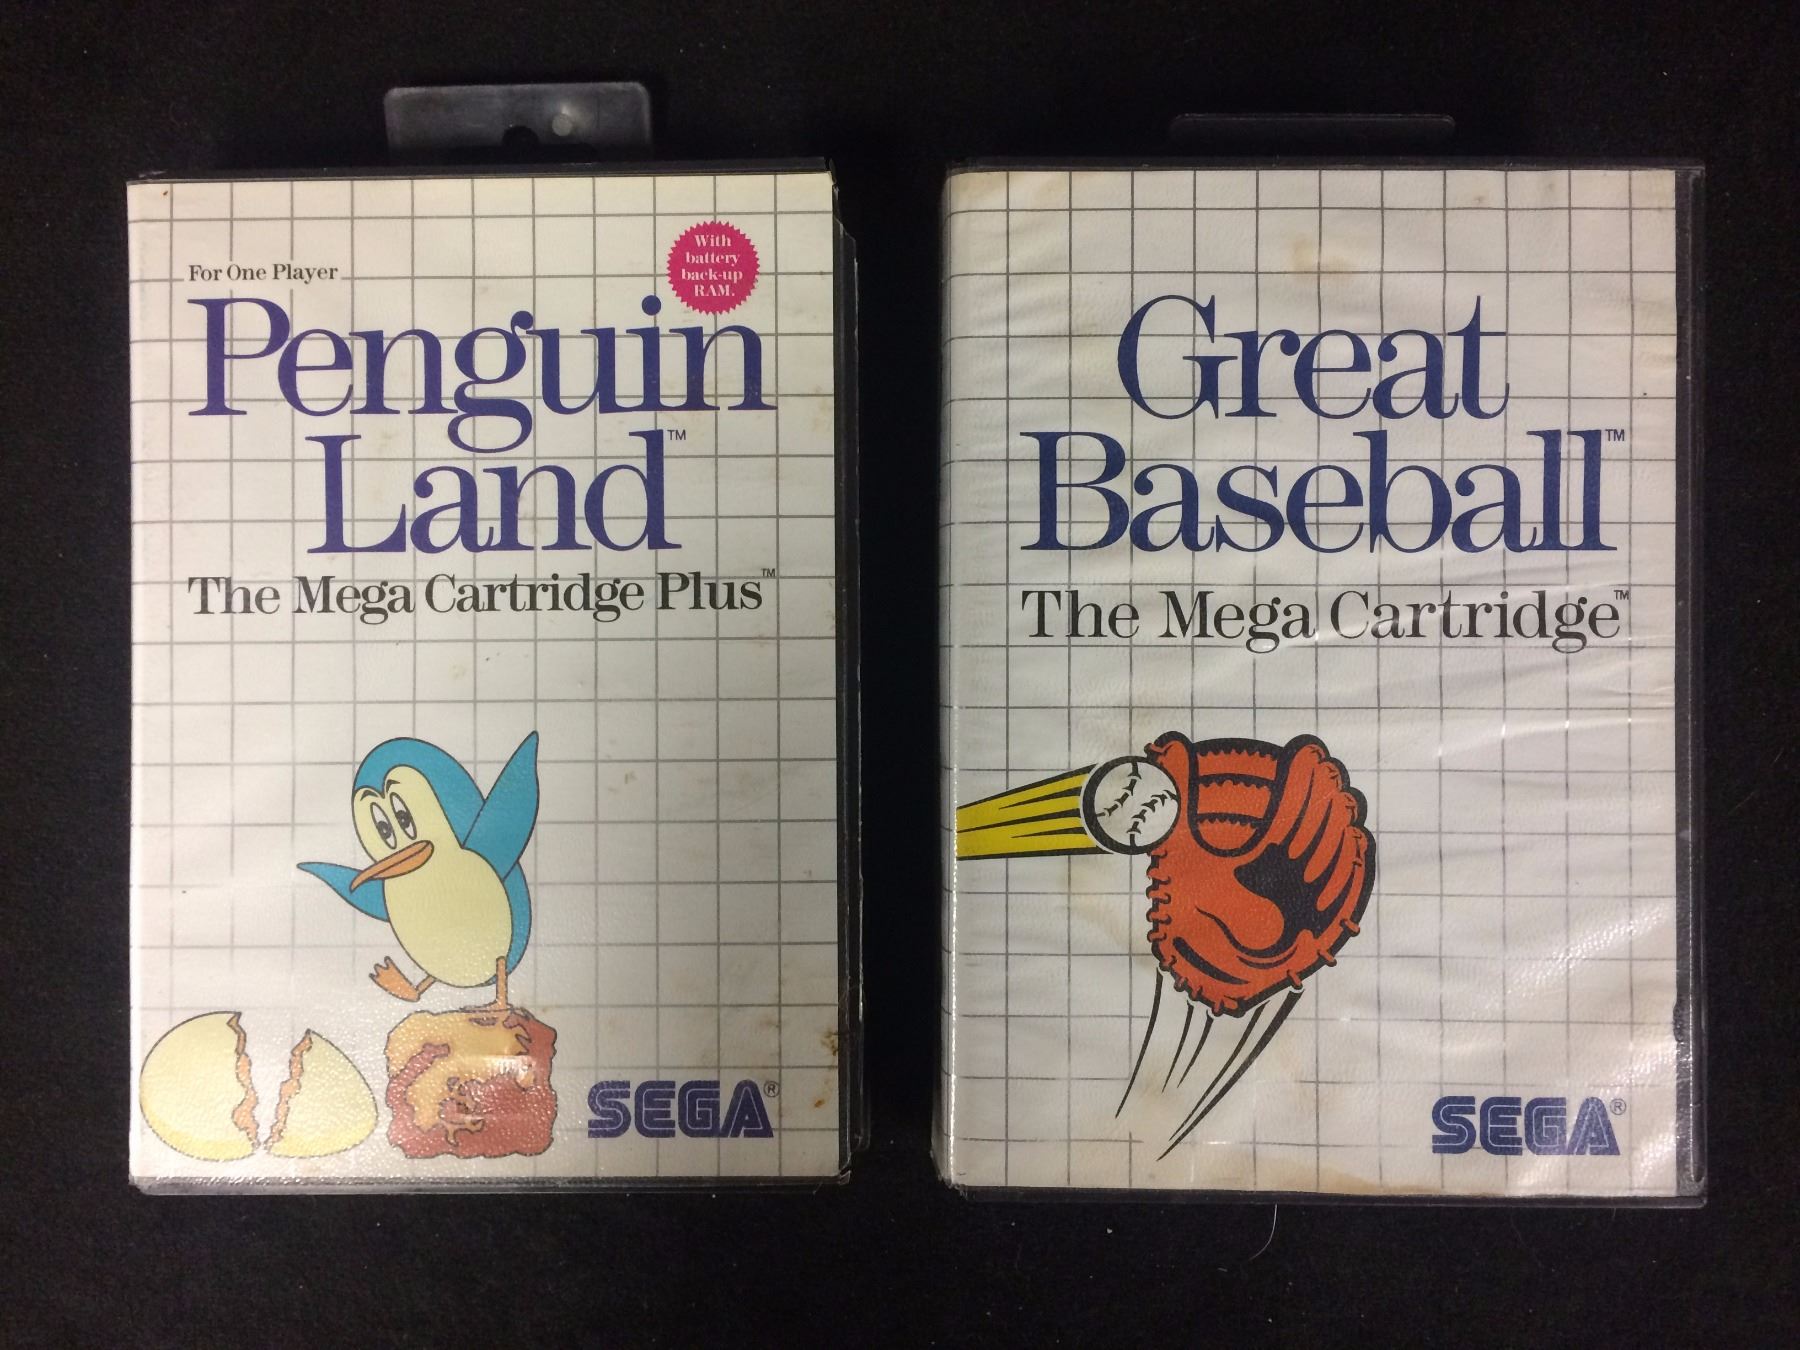 For One Player
With
battery
back-up
RAM.
Penguin
Land™
The Mega Cartridge Plus™
SEGA®
Great
Baseball™
The Mega Cartridge™
SEGA®